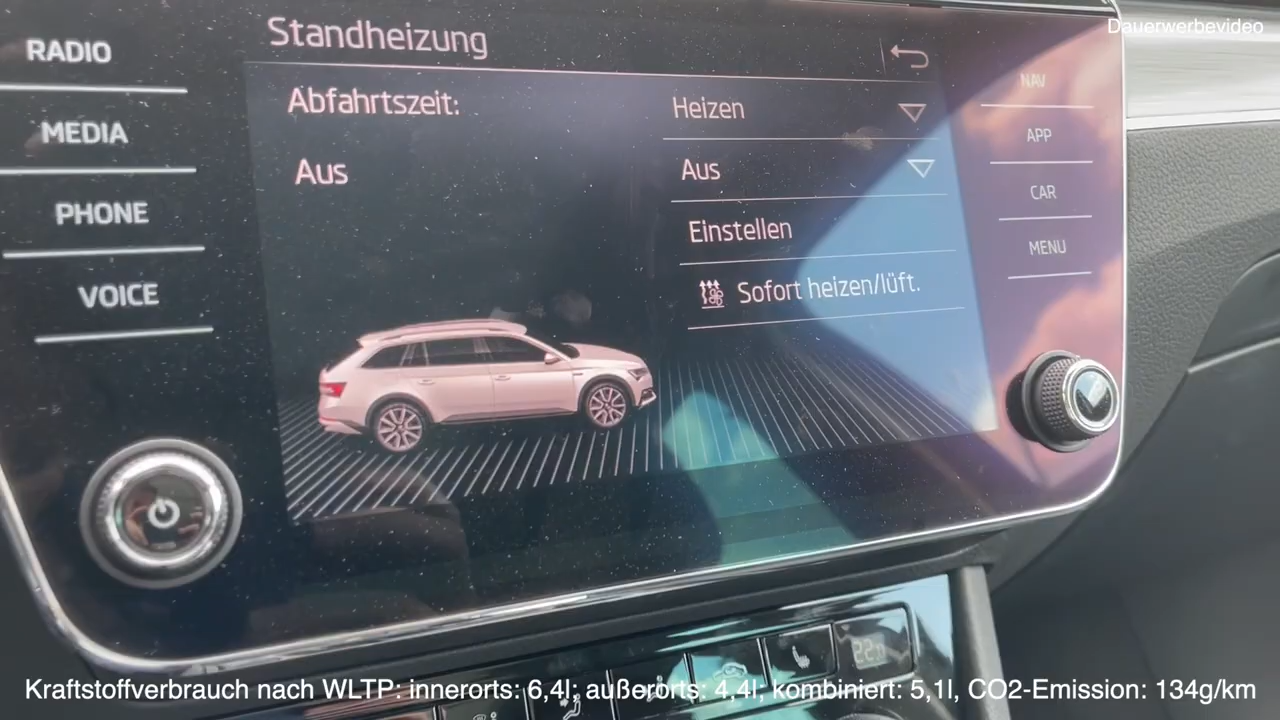 Dauerwerbevideo
RADIO
MEDIA
PHONE
VOICE
Standheizung
Abfahrtszeit:
Aus
Heizen
Aus
Einstellen
Sofort heizen/lüft.
NAV
APP
CAR
MENU
Kraftstoffverbrauch nach WLTP: innerorts: 6,4l; außerorts: 4,4l; kombiniert: 5,1l, CO2-Emission: 134g/km